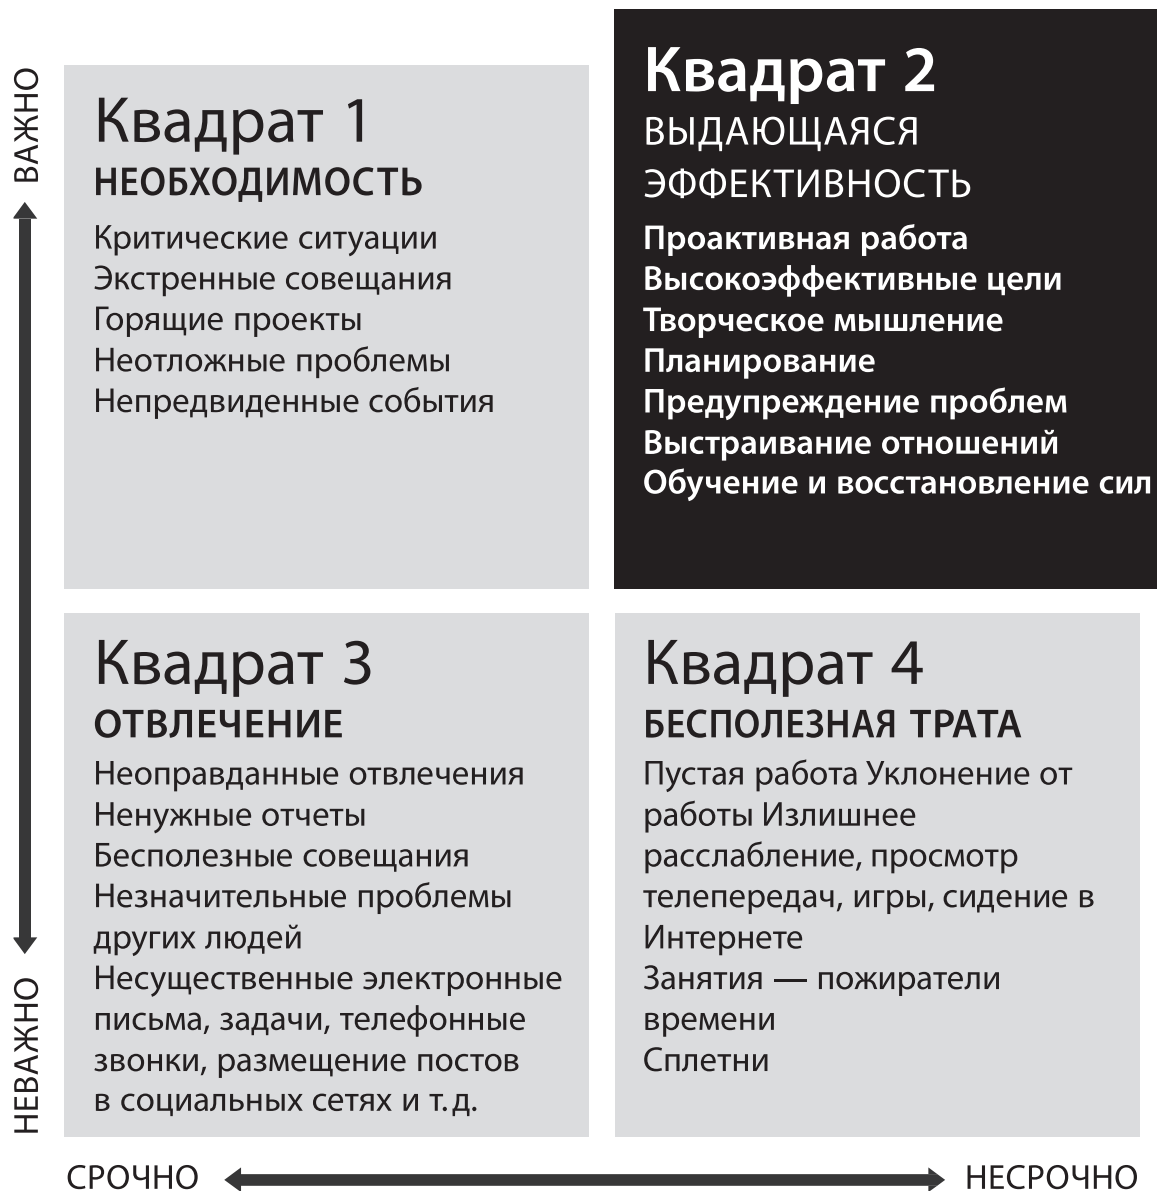 ВАЖНО
Квадрат 1
НЕОБХОДИМОСТЬ
Критические ситуации
Экстренные совещания
Горящие проекты
Неотложные проблемы
Непредвиденные события
Квадрат 2
ВЫДАЮЩАЯСЯ
ЭФФЕКТИВНОСТЬ
Проактивная работа
Высокоэффективные цели
Творческое мышление
Планирование
Предупреждение проблем
Выстраивание отношений
Обучение и восстановление сил
НЕВАЖНО
Квадрат 3
ОТВЛЕЧЕНИЕ
Неоправданные отвлечения
Ненужные отчеты
Бесполезные совещания
Незначительные проблемы
других людей
Несущественные электронные
письма, задачи, телефонные
звонки, размещение постов
в социальных сетях и т. д.
Квадрат 4
БЕСПОЛЕЗНАЯ ТРАТА
Пустая работа Уклонение от
работы Излишнее
расслабление, просмотр
телепередач, игры, сидение в
Интернете
Занятия — пожиратели
времени
Сплетни
СРОЧНО
НЕСРОЧНО